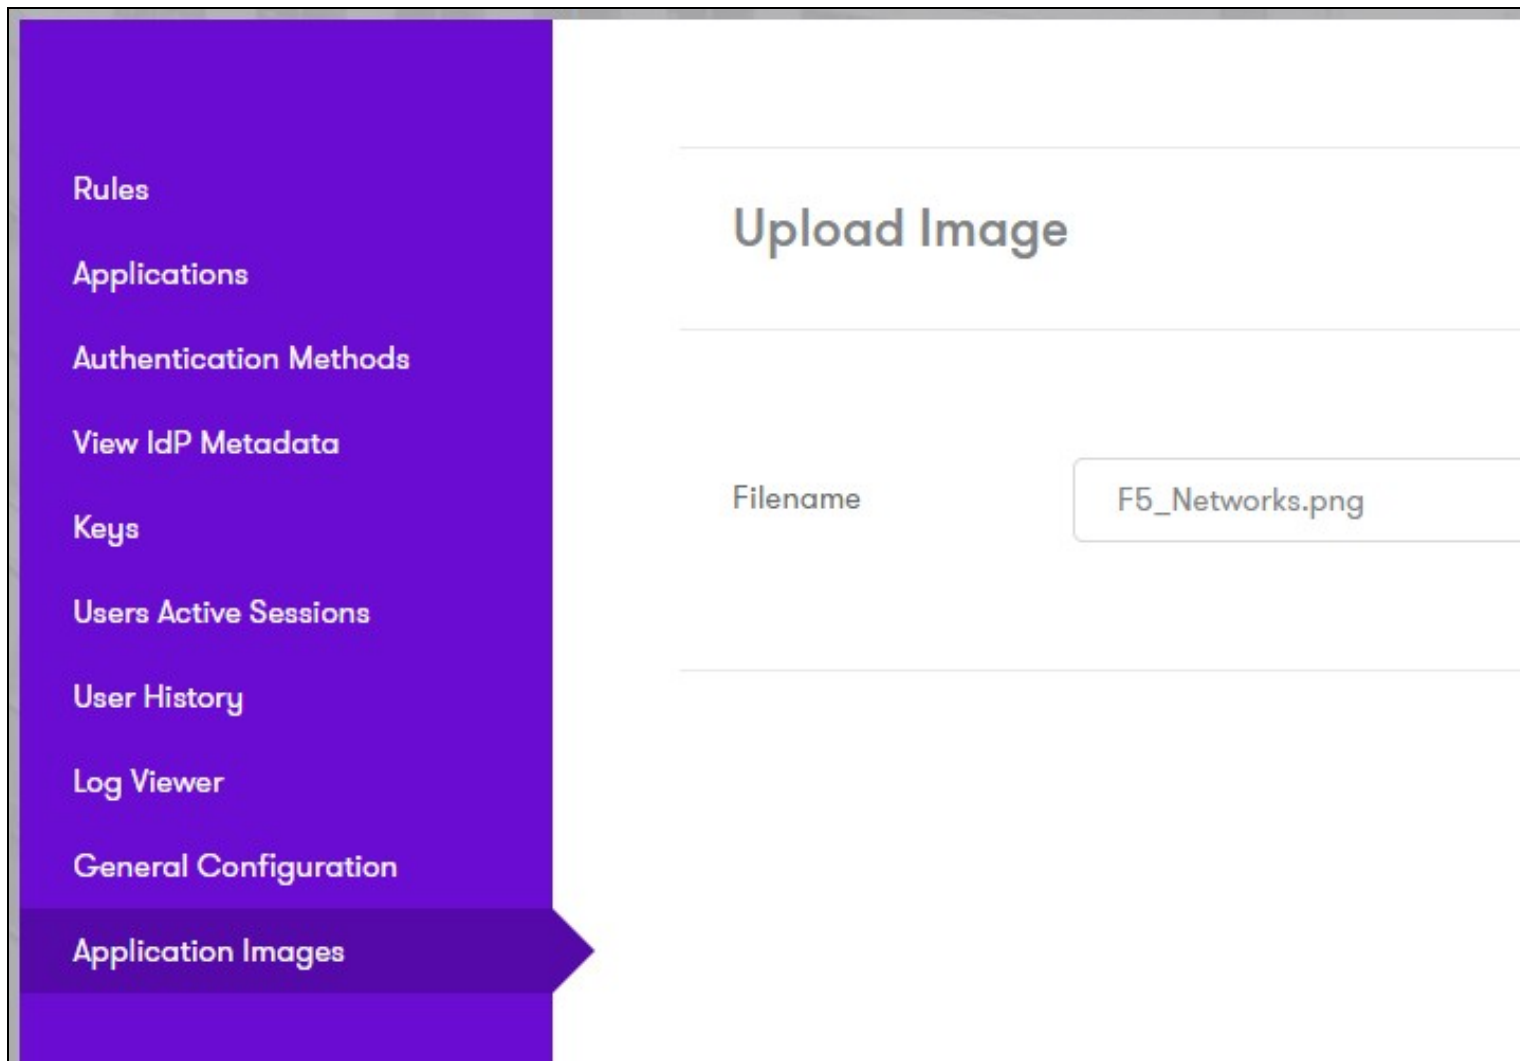 Rules
Applications
Authentication Methods
View IdP Metadata
Keys
Users Active Sessions
User History
Log Viewer
General Configuration
Application Images
Upload Image
Filename
F5_Networks.png